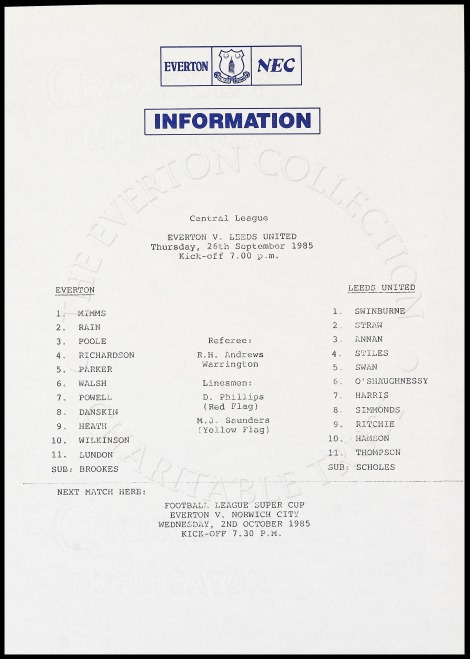 EVERTON NEC
INFORMATION
THE EVERTON COLLECTION CHARITABLE TRUST
Central League
EVERTON V. LEEDS UNITED
Thursday, 26th September 1985
Kick-off 7.00 p.m.
EVERTON
1. MIMMS
2. RAIN
3. POOLE
4. RICHARDSON
5. PARKER
6. WALSH
7. POWELL
8. DANSKIN
9. HEATH
10. WILKINSON
11. LUNDON
SUB: BROOKES
Referee:
R.H. Andrews
Warrington
Linesmen:
D. Phillips
(Red Flag)
M.J. Saunders
(Yellow Flag)
LEEDS UNITED
1. SWINBURNE
2. STRAW
3. ANNAN
4. STILES
5. SWAN
6. O'SHAUGHNESSY
7. HARRIS
8. SIMMONDS
9. RITCHIE
10. HAMSON
11. THOMPSON
SUB: SCHOLES
NEXT MATCH HERE:
FOOTBALL LEAGUE SUPER CUP
EVERTON V. NORWICH CITY
WEDNESDAY, 2ND OCTOBER 1985
KICK-OFF 7.30 P.M.